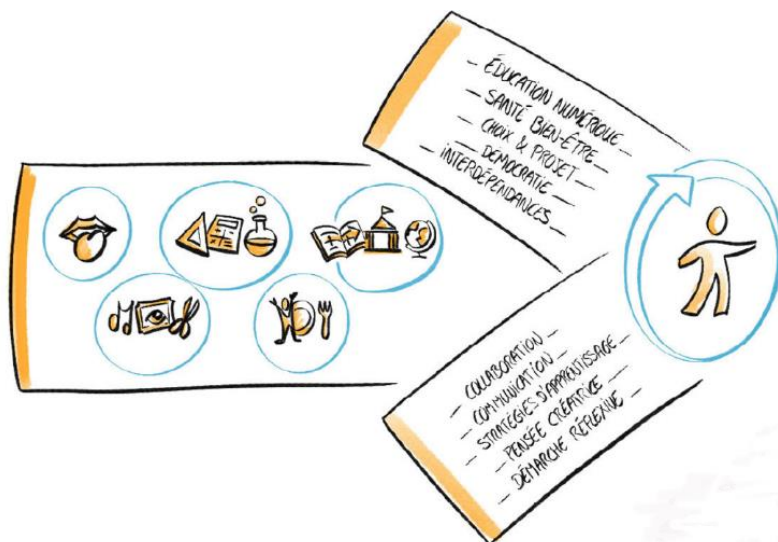 — ÉDUCATION NUMÉRIQUE —
— SANTÉ BIEN-ÊTRE —
— CHOIX & PROJET —
— DÉMOCRATIE —
— INTERDÉPENDANCES —
— COLLABORATION —
— COMMUNICATION —
— STRATÉGIES D'APPRENTISSAGE —
— PENSÉE CRÉATRICE —
— DÉMARCHE RÉFLEXIVE —